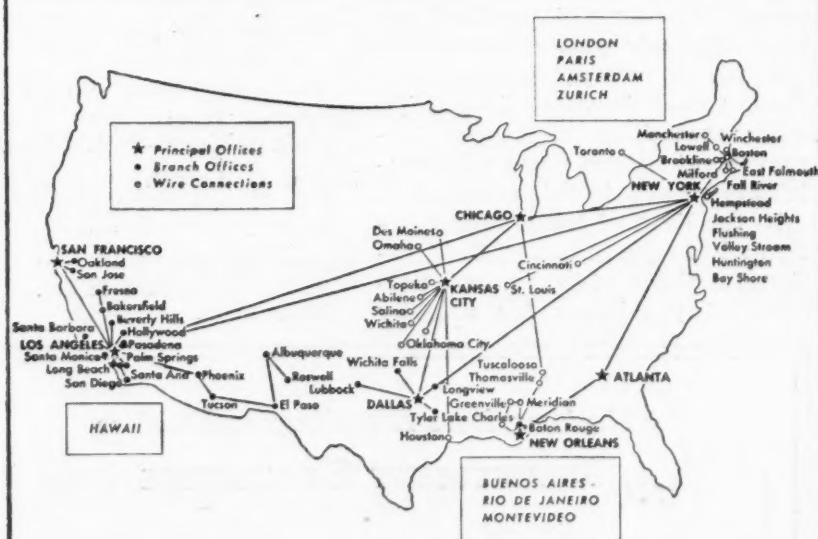 LONDON
PARIS
AMSTERDAM
ZURICH
★ Principal Offices
● Branch Offices
○ Wire Connections
Manchester
Winchester
Lowell
Boston
Toronto
Brookline
Milford
East Falmouth
NEW YORK
Fall River
Hempstead
Jackson Heights
Flushing
Valley Stream
Huntington
Bay Shore
CHICAGO
Des Moines
Omaha
SAN FRANCISCO
Oakland
San Jose
Cincinnati
Topeka
KANSAS
CITY
St. Louis
Abilene
Salina
Wichita
Oklahoma City
Fresno
Bakersfield
Beverly Hills
Santa Barbara
Hollywood
LOS ANGELES
Pasadena
Santa Monica
Palm Springs
Long Beach
Santa Ana
Phoenix
San Diego
Tucson
El Paso
Albuquerque
Roswell
Lubbock
Wichita Falls
Longview
DALLAS
Tyler
Lake Charles
Houston
Tuscaloosa
Thomasville
Greenville
Meridian
ATLANTA
Baton Rouge
NEW ORLEANS
HAWAII
BUENOS AIRES -
RIO DE JANEIRO
MONTEVIDEO